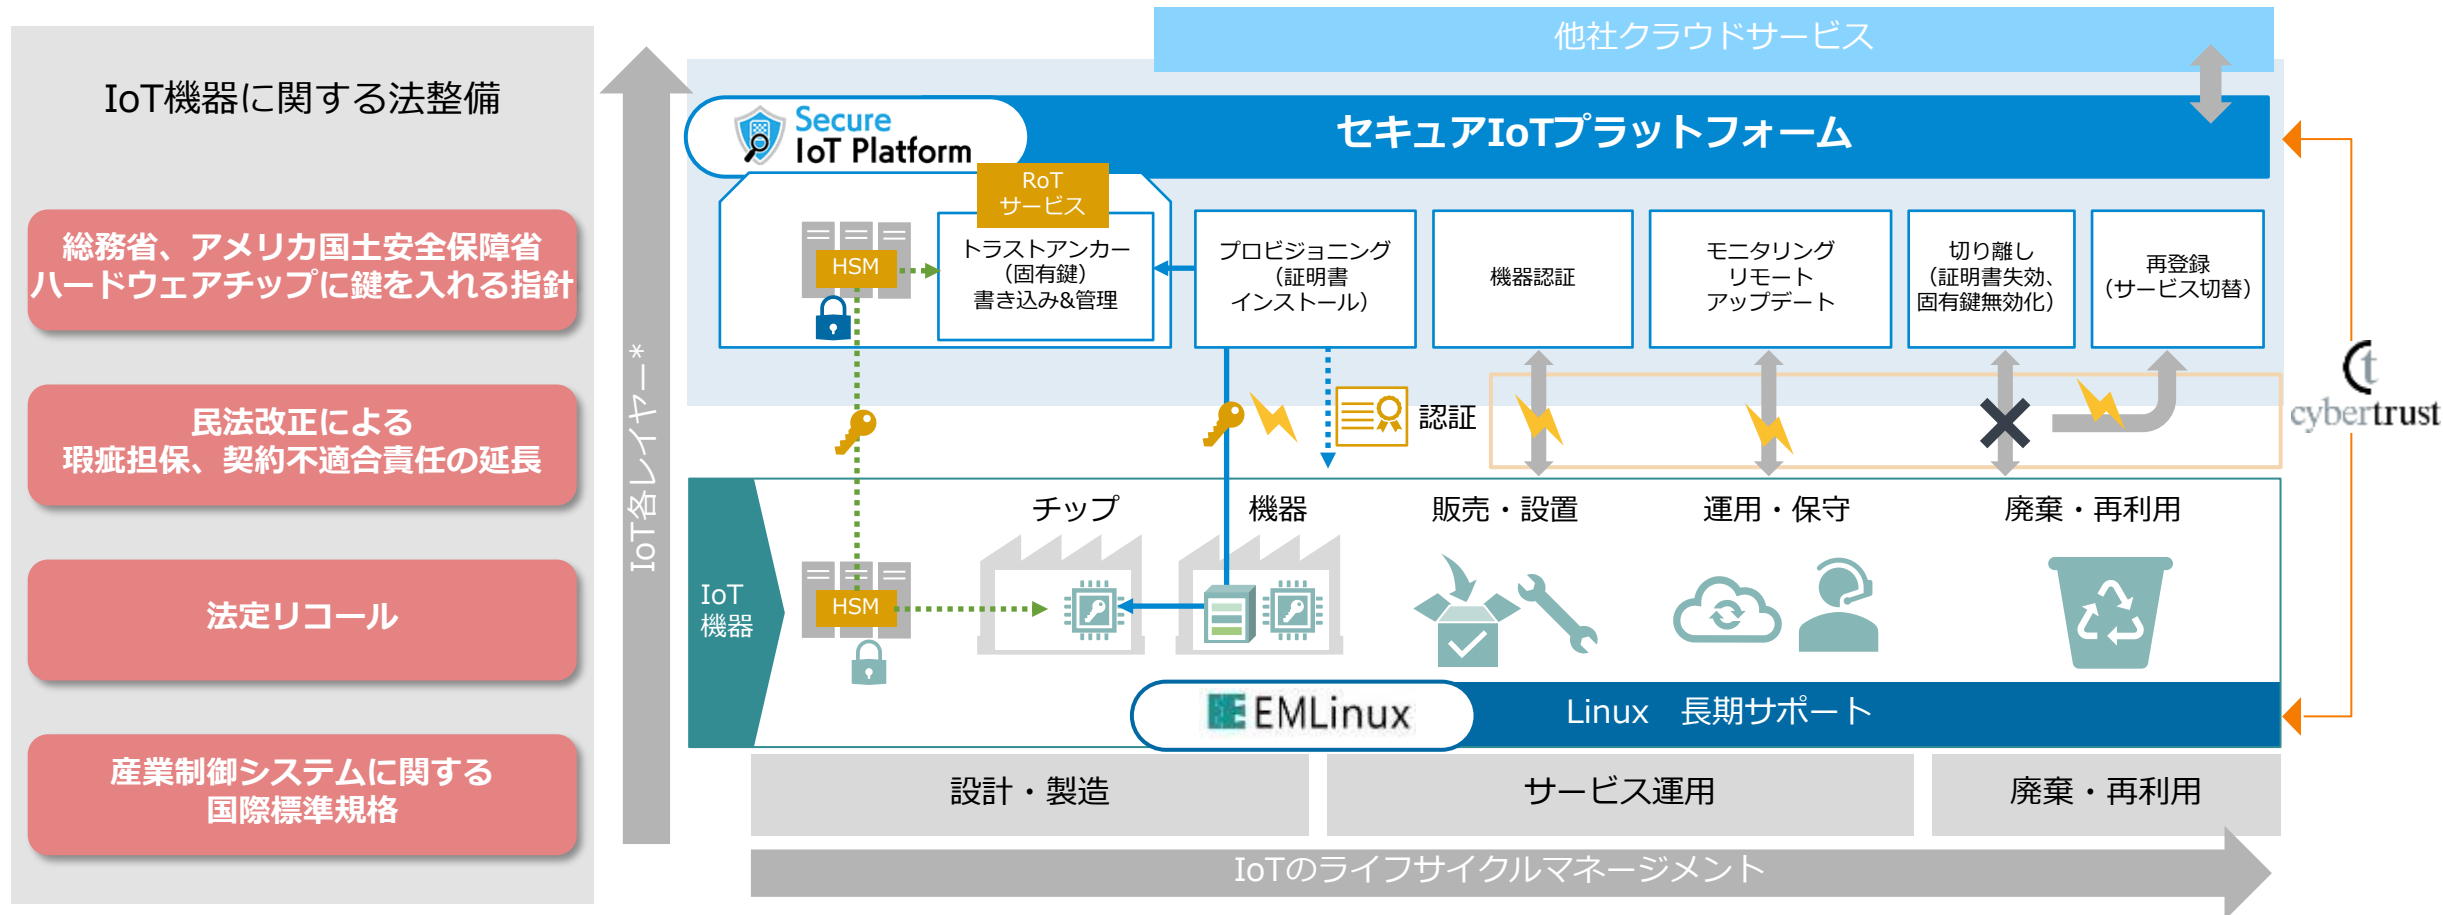 IoT機器に関する法整備
総務省、アメリカ国土安全保障省
ハードウェアチップに鍵を入れる指針
民法改正による
瑕疵担保、契約不適合責任の延長
法定リコール
産業制御システムに関する
国際標準規格
IoT各レイヤー*
他社クラウドサービス
Secure
IoT Platform
セキュアIoTプラットフォーム
RoT
サービス
HSM
トラストアンカー
（固有鍵）
書き込み&管理
プロビジョニング
（証明書
インストール）
機器認証
モニタリング
リモート
アップデート
切り離し
（証明書失効、
固有鍵無効化）
再登録
（サービス切替）
認証
cybertrust
IoT
機器
チップ
機器
販売・設置
運用・保守
廃棄・再利用
HSM
EMLinux
Linux　長期サポート
設計・製造
サービス運用
廃棄・再利用
IoTのライフサイクルマネージメント